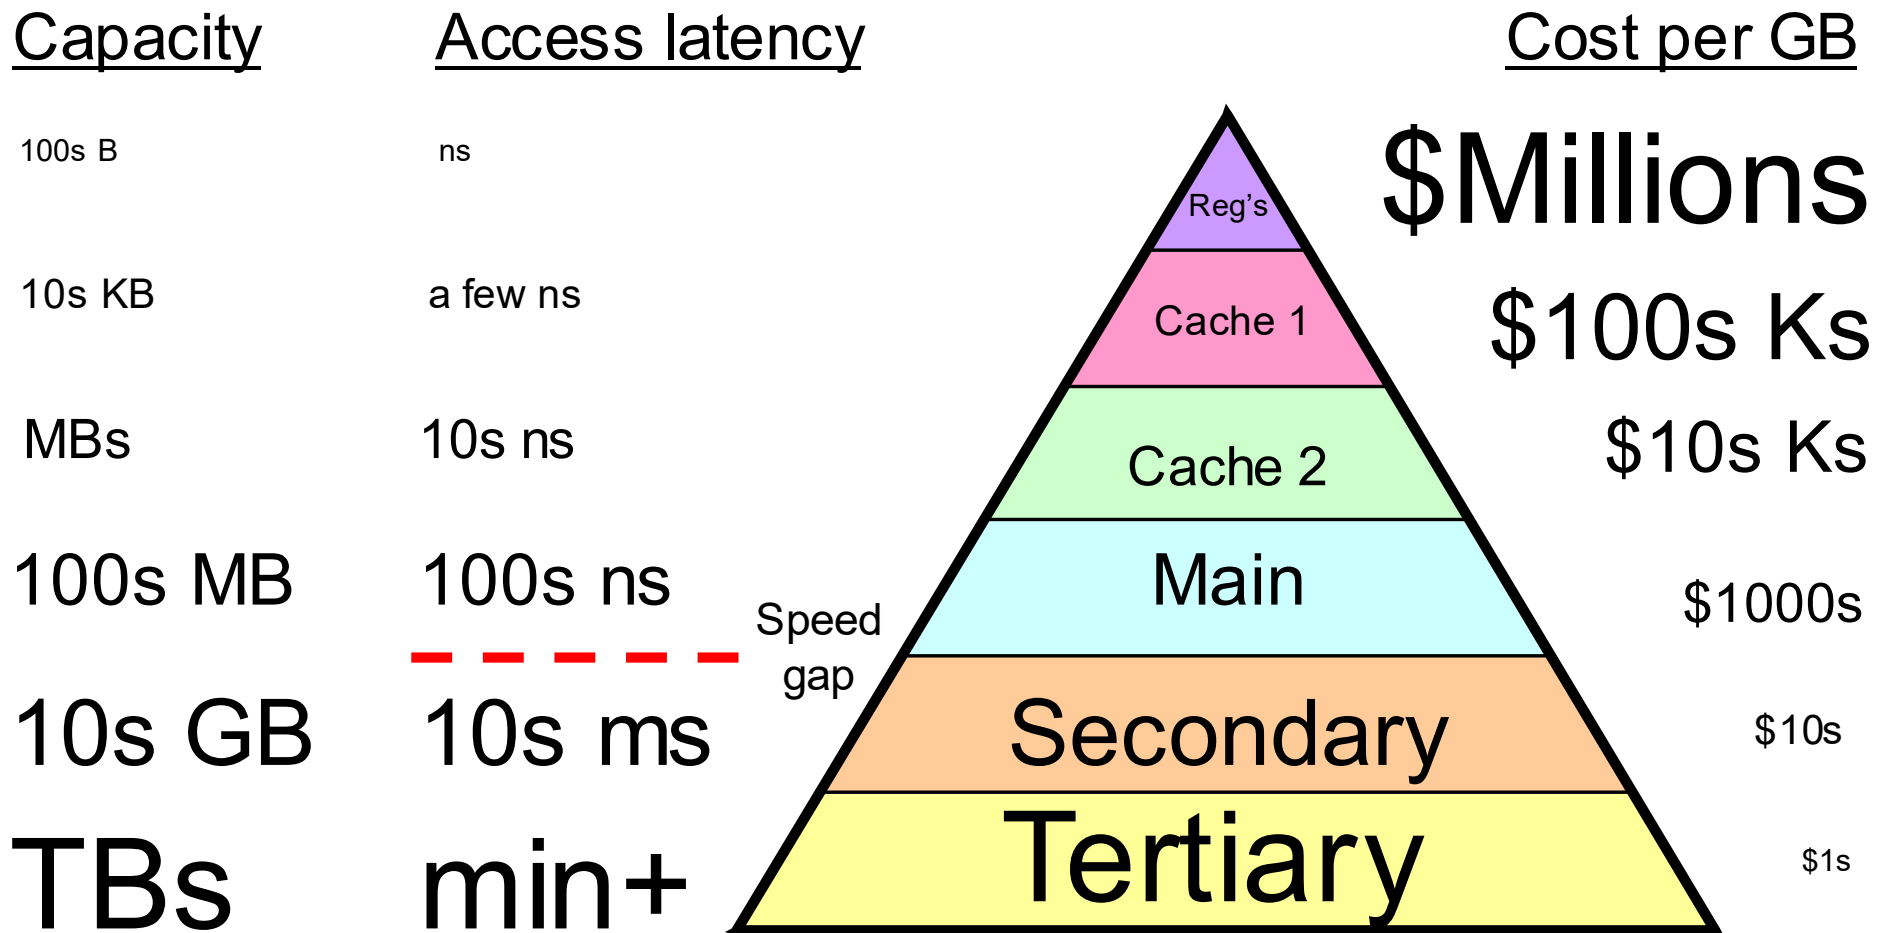 Capacity
Access latency
Cost per GB
100s B
ns
Reg’s
$Millions
10s KB
a few ns
Cache 1
$100s Ks
MBs
10s ns
Cache 2
$10s Ks
100s MB
100s ns
Main
$1000s
Speed
gap
10s GB
10s ms
Secondary
$10s
TBs
min+
Tertiary
$1s